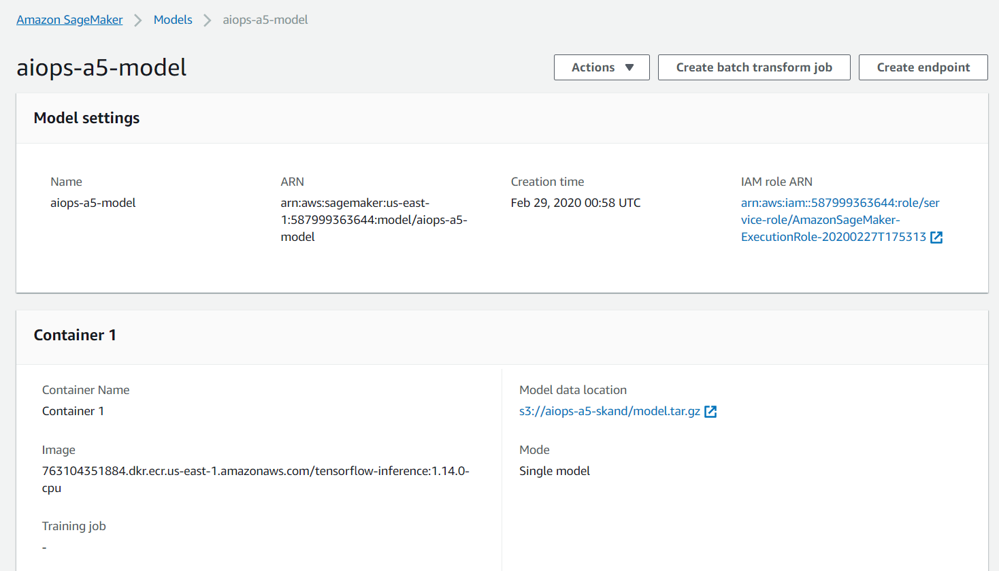 Amazon SageMaker > Models > aiops-a5-model
aiops-a5-model
Actions ▼ Create batch transform job Create endpoint
Model settings
Name
aiops-a5-model
ARN
arn:aws:sagemaker:us-east-
1:587999363644:model/aiops-a5-
model
Creation time
Feb 29, 2020 00:58 UTC
IAM role ARN
arn:aws:iam::587999363644:role/ser
vice-role/AmazonSageMaker-
ExecutionRole-20200227T175313
Container 1
Container Name
Container 1
Image
763104351884.dkr.ecr.us-east-1.amazonaws.com/tensorflow-inference:1.14.0-
cpu
Training job
-
Model data location
s3://aiops-a5-skand/model.tar.gz
Mode
Single model